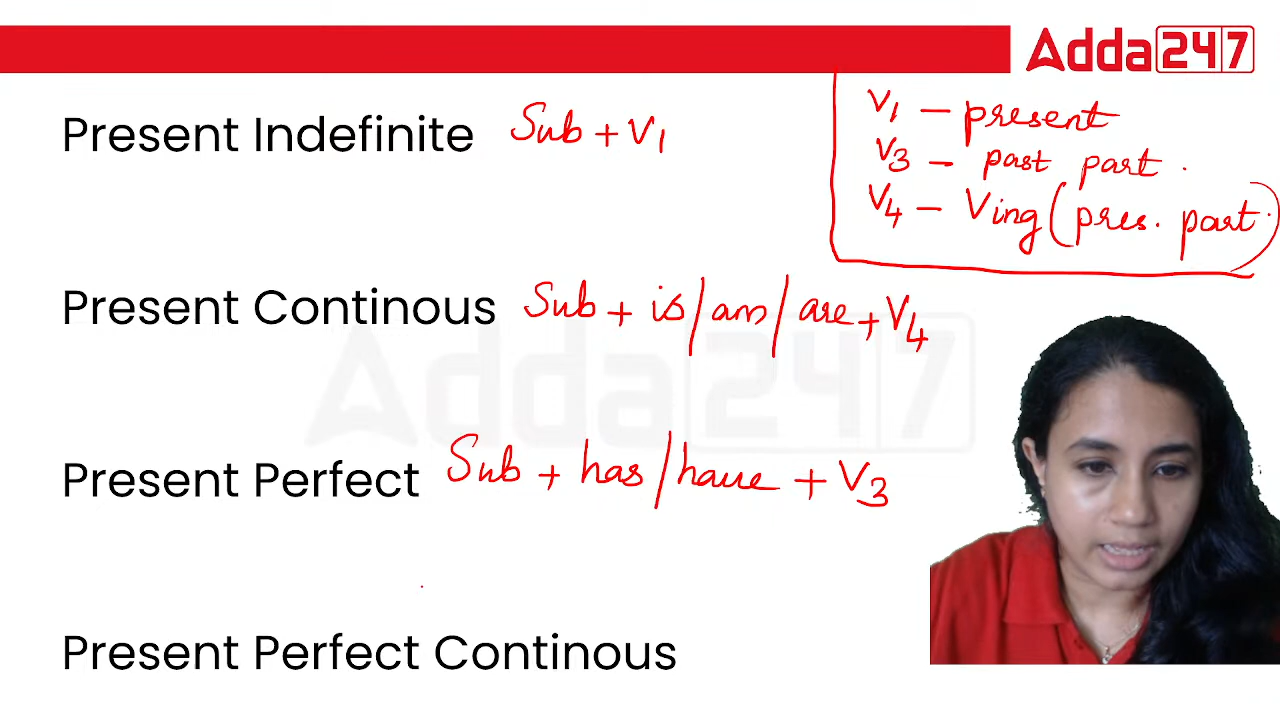 Adda247
Present Indefinite Sub + V1
V1 – present
V3 – past part.
V4 – Ving (pres. part.)
Present Continous Sub + is/am/are + V4
Adda247
Present Perfect Sub + has/have + V3
Present Perfect Continous